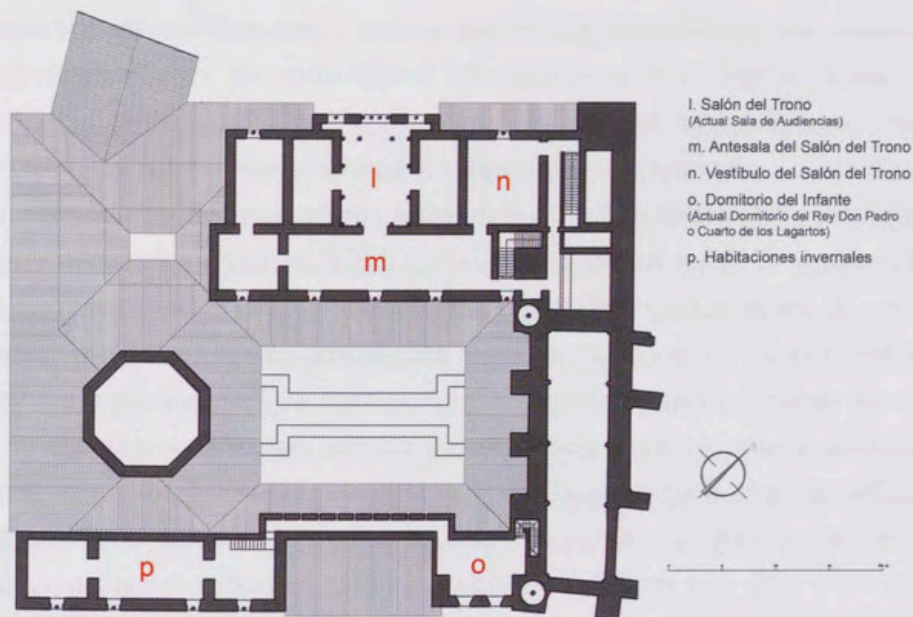 l. Salón del Trono
(Actual Sala de Audiencias)
m. Antesala del Salón del Trono
n. Vestíbulo del Salón del Trono
o. Domitorio del Infante
(Actual Dormitorio del Rey Don Pedro
o Cuarto de los Lagartos)
p. Habitaciones invernales
l
n
m
p
o